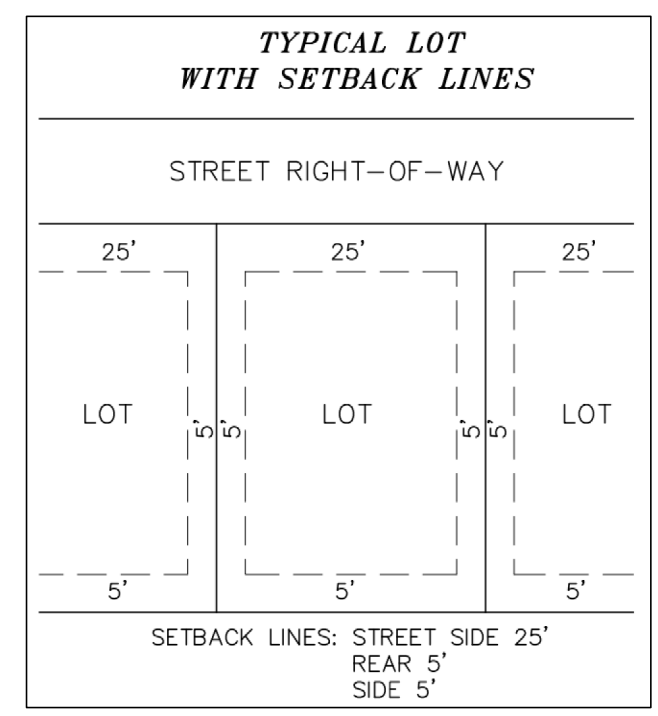 TYPICAL LOT
WITH SETBACK LINES
STREET RIGHT-OF-WAY
25' 25' 25'
LOT 5' 5' LOT 5' 5' LOT
5' 5' 5'
SETBACK LINES: STREET SIDE 25'
REAR 5'
SIDE 5'